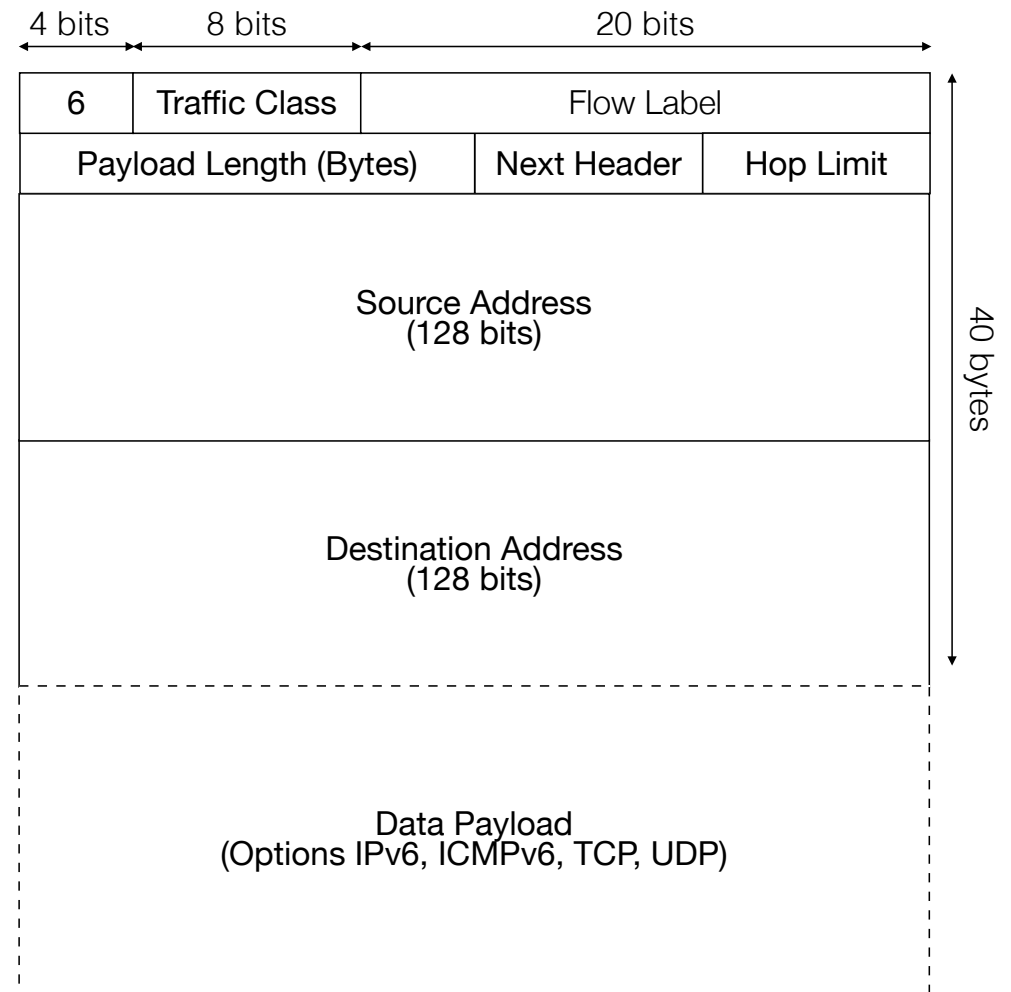 4 bits
8 bits
20 bits
6
Traffic Class
Flow Label
Payload Length (Bytes)
Next Header
Hop Limit
Source Address
(128 bits)
40 bytes
Destination Address
(128 bits)
Data Payload
(Options IPv6, ICMPv6, TCP, UDP)